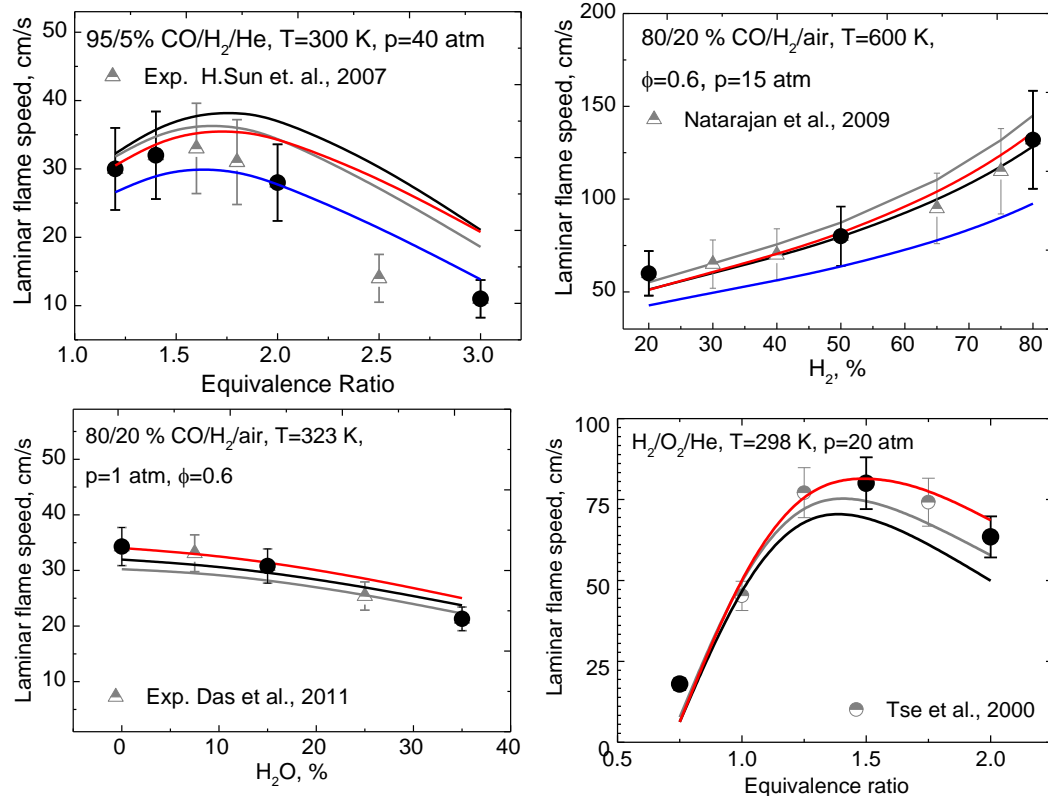 95/5% CO/H₂/He, T=300 K, p=40 atm
Exp. H.Sun et. al., 2007
Laminar flame speed, cm/s
50
40
30
20
10
1.0 1.5 2.0 2.5 3.0
Equivalence Ratio
80/20 % CO/H₂/air, T=600 K,
ϕ=0.6, p=15 atm
Natarajan et al., 2009
Laminar flame speed, cm/s
200
150
100
50
20 30 40 50 60 70 80
H₂, %
80/20 % CO/H₂/air, T=323 K,
p=1 atm, ϕ=0.6
Exp. Das et al., 2011
Laminar flame speed, cm/s
50
40
30
20
10
0 10 20 30 40
H₂O, %
H₂/O₂/He, T=298 K, p=20 atm
Tse et al., 2000
Laminar flame speed, cm/s
100
75
50
25
0
0.5 1.0 1.5 2.0
Equivalence ratio